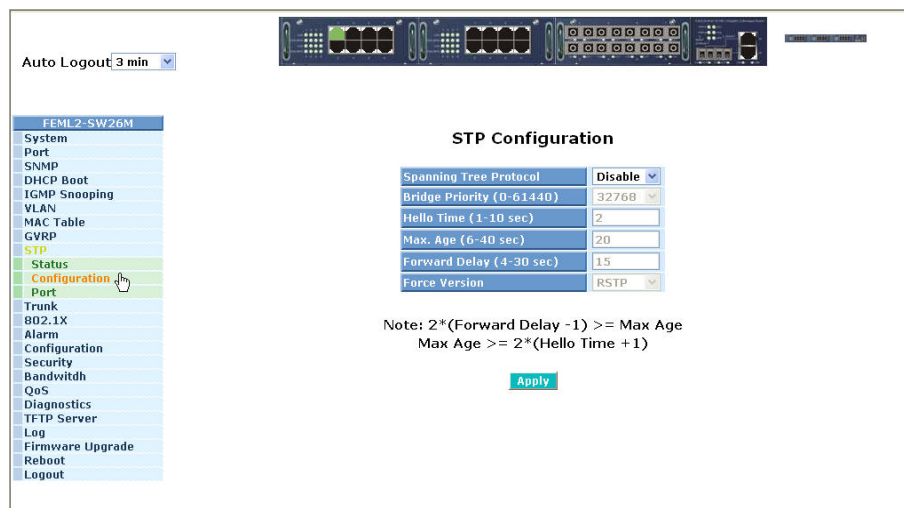 Auto Logout 3 min
FEML2-SW26M
System
Port
SNMP
DHCP Boot
IGMP Snooping
VLAN
MAC Table
GVRP
STP
Status
Configuration
Port
Trunk
802.1X
Alarm
Configuration
Security
Bandwitdh
QoS
Diagnostics
TFTP Server
Log
Firmware Upgrade
Reboot
Logout
STP Configuration
Spanning Tree Protocol Disable
Bridge Priority (0-61440) 32768
Hello Time (1-10 sec) 2
Max. Age (6-40 sec) 20
Forward Delay (4-30 sec) 15
Force Version RSTP
Note: 2*(Forward Delay -1) >= Max Age
Max Age >= 2*(Hello Time +1)
Apply